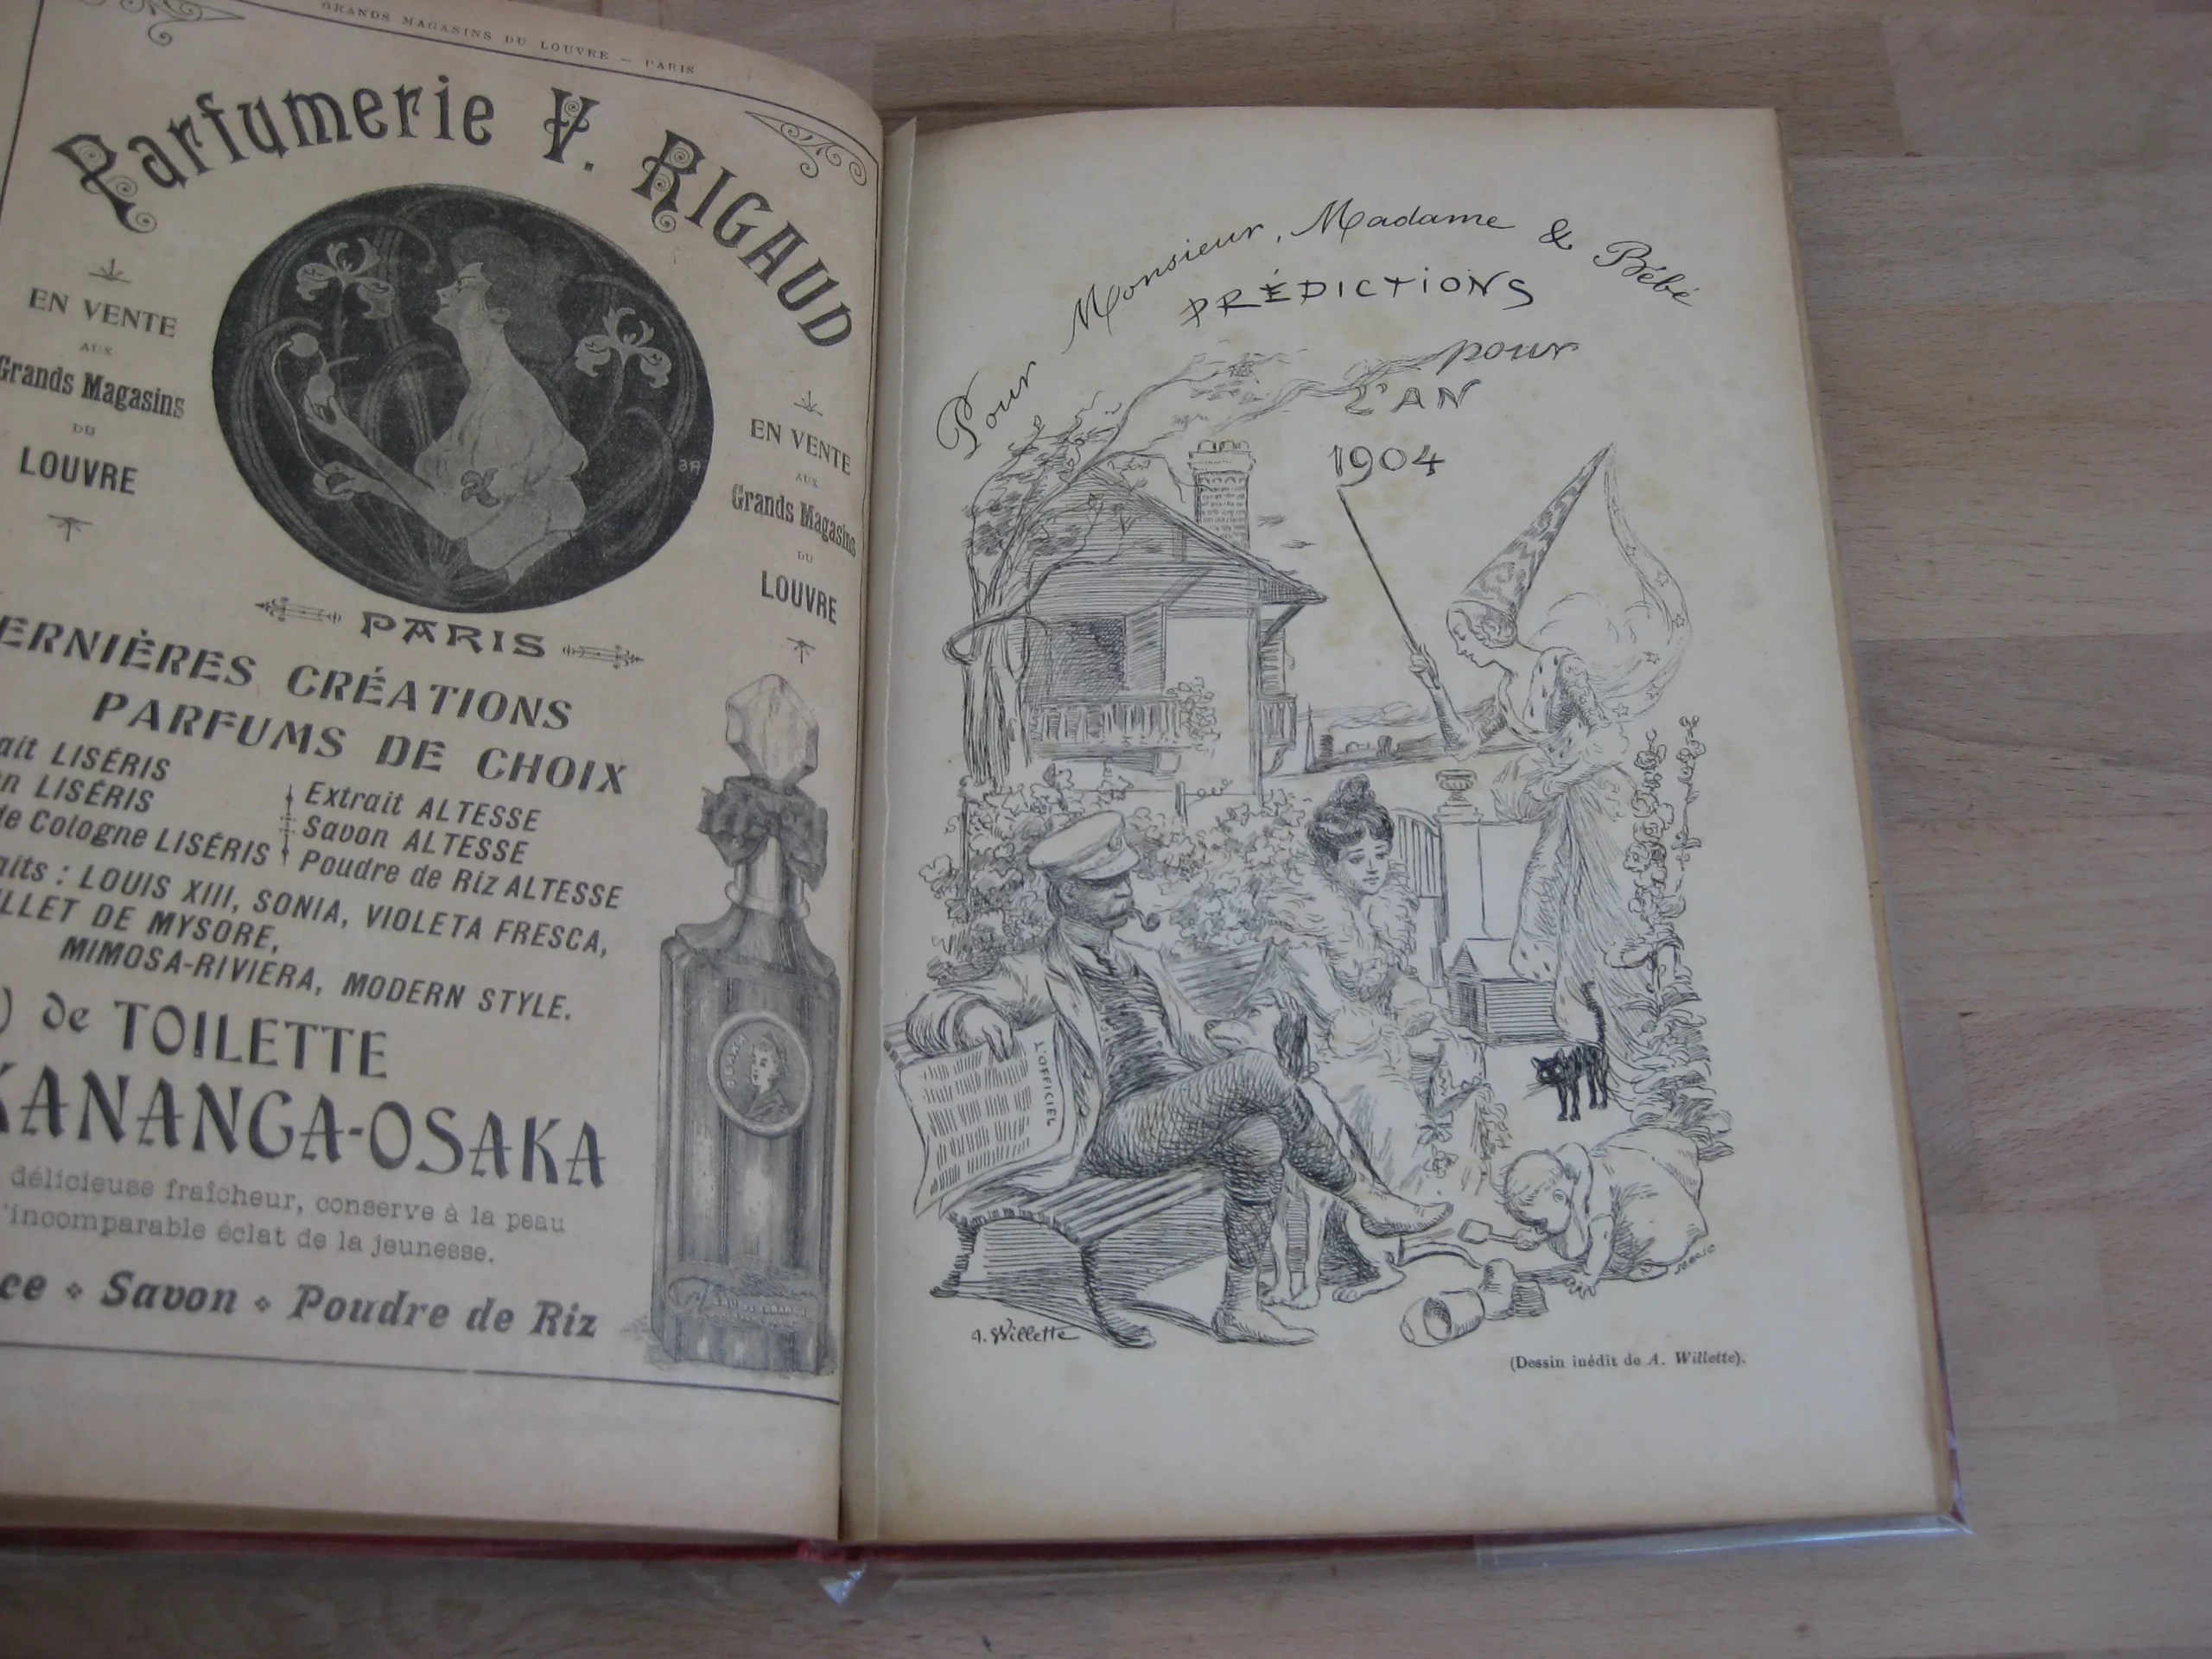 GRANDS MAGASINS DU LOUVRE — PARIS
Parfumerie V. RIGAUD
EN VENTE
AUX
Grands Magasins
DU
LOUVRE
EN VENTE
AUX
Grands Magasins
DU
LOUVRE
PARIS
ERNIÈRES CRÉATIONS
PARFUMS DE CHOIX
ait LISÉRIS
n LISÉRIS
de Cologne LISÉRIS
Extrait ALTESSE
Savon ALTESSE
Poudre de Riz ALTESSE
aits : LOUIS XIII, SONIA, VIOLETA FRESCA,
ILLET DE MYSORE,
MIMOSA-RIVIERA, MODERN STYLE.
de TOILETTE
KANANGA-OSAKA
délicieuse fraîcheur, conserve à la peau
l'incomparable éclat de la jeunesse.
ce ❖ Savon ❖ Poudre de Riz
Pour Monsieur, Madame & Bébé
PRÉDICTIONS
pour
L'AN
1904
L'OFFICIEL
A. Willette
(Dessin inédit de A. Willette).